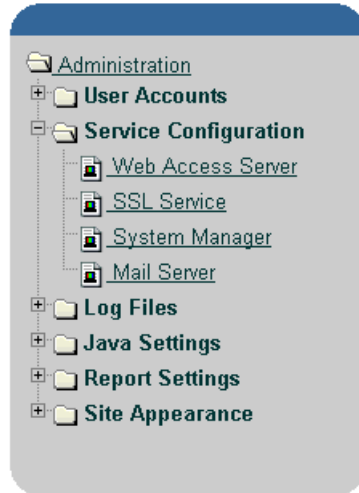 Administration
User Accounts
Service Configuration
Web Access Server
SSL Service
System Manager
Mail Server
Log Files
Java Settings
Report Settings
Site Appearance